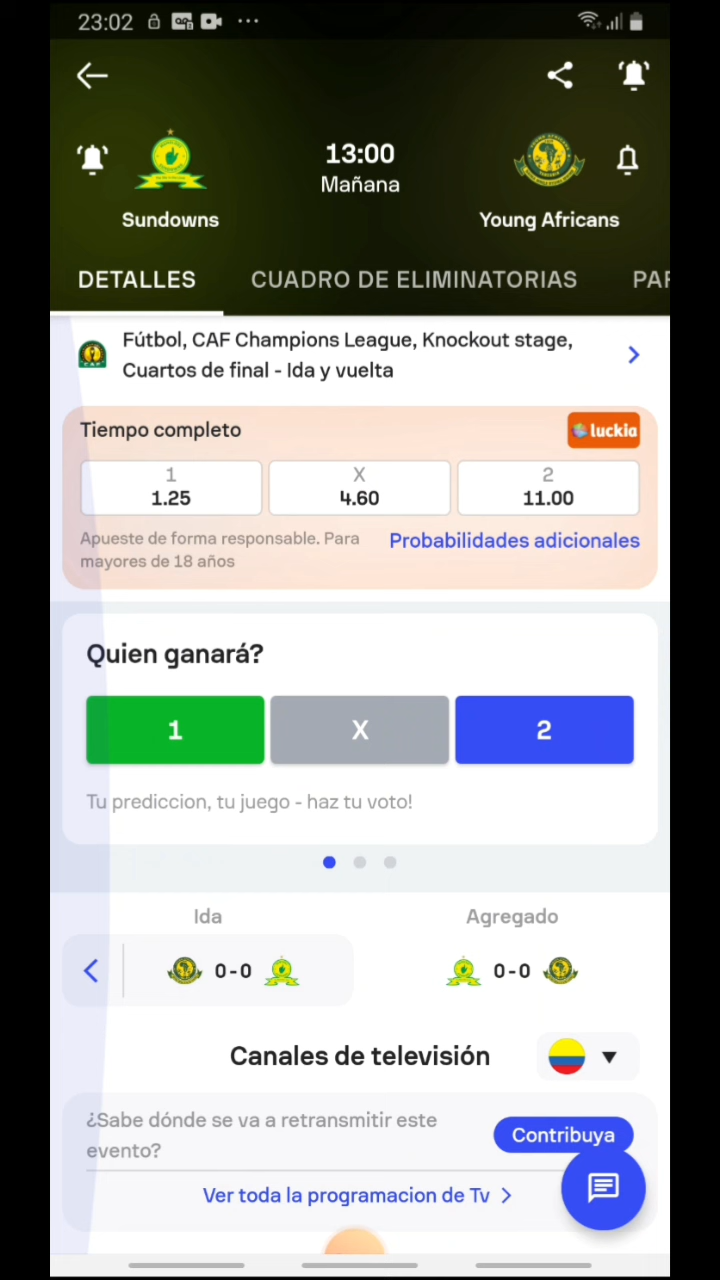 23:02
13:00
Mañana
Sundowns
Young Africans
DETALLES
CUADRO DE ELIMINATORIAS
PAR
Fútbol, CAF Champions League, Knockout stage,
Cuartos de final - Ida y vuelta
Tiempo completo
luckia
1
1.25
X
4.60
2
11.00
Apueste de forma responsable. Para
mayores de 18 años
Probabilidades adicionales
Quien ganará?
1
X
2
Tu prediccion, tu juego - haz tu voto!
Ida
Agregado
0-0
0-0
Canales de televisión
¿Sabe dónde se va a retransmitir este
evento?
Contribuya
Ver toda la programacion de Tv